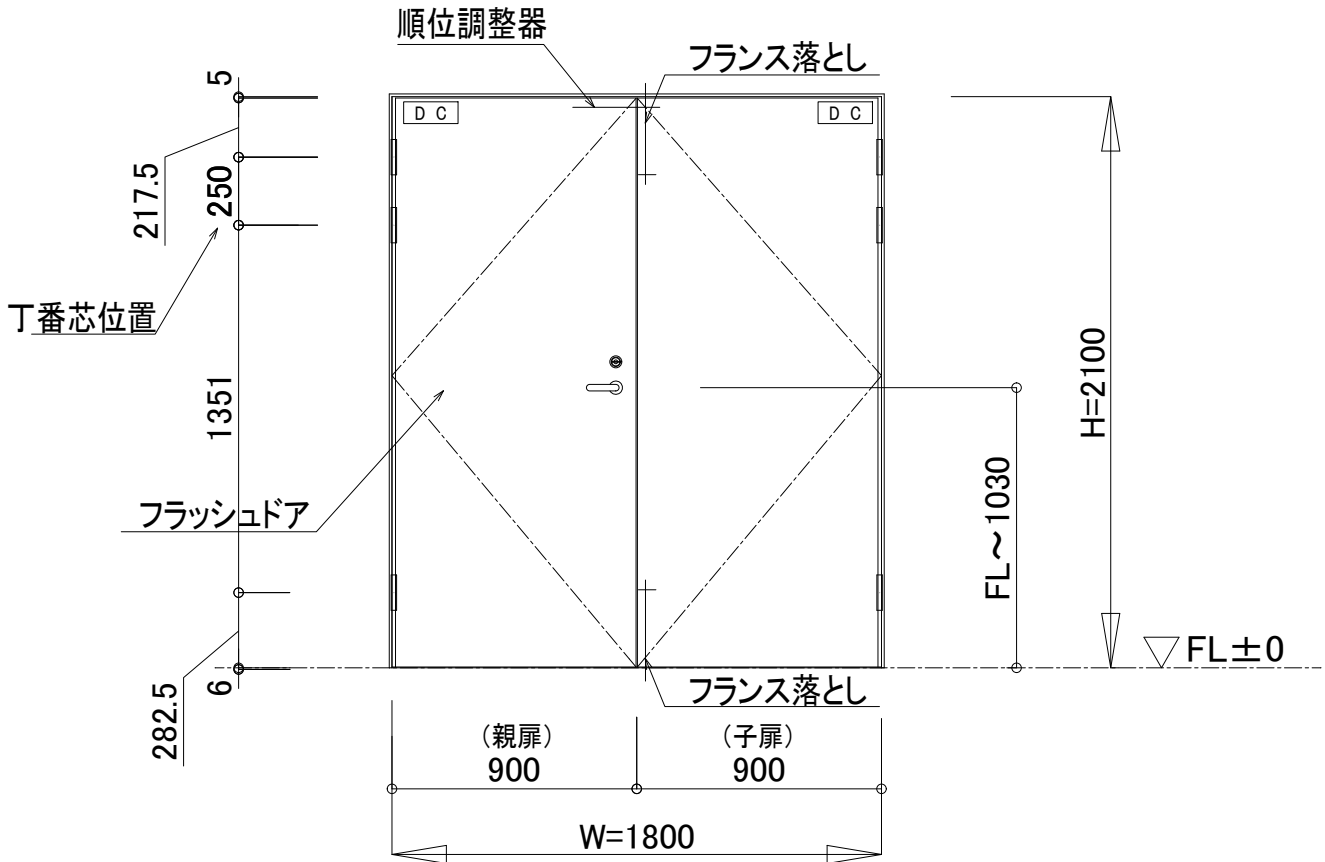 順位調整器
フランス落とし
5
D C
D C
217.5
250
丁番芯位置
1351
H=2100
フラッシュドア
FL～1030
FL±0
6
282.5
フランス落とし
(親扉)
(子扉)
900
900
W=1800